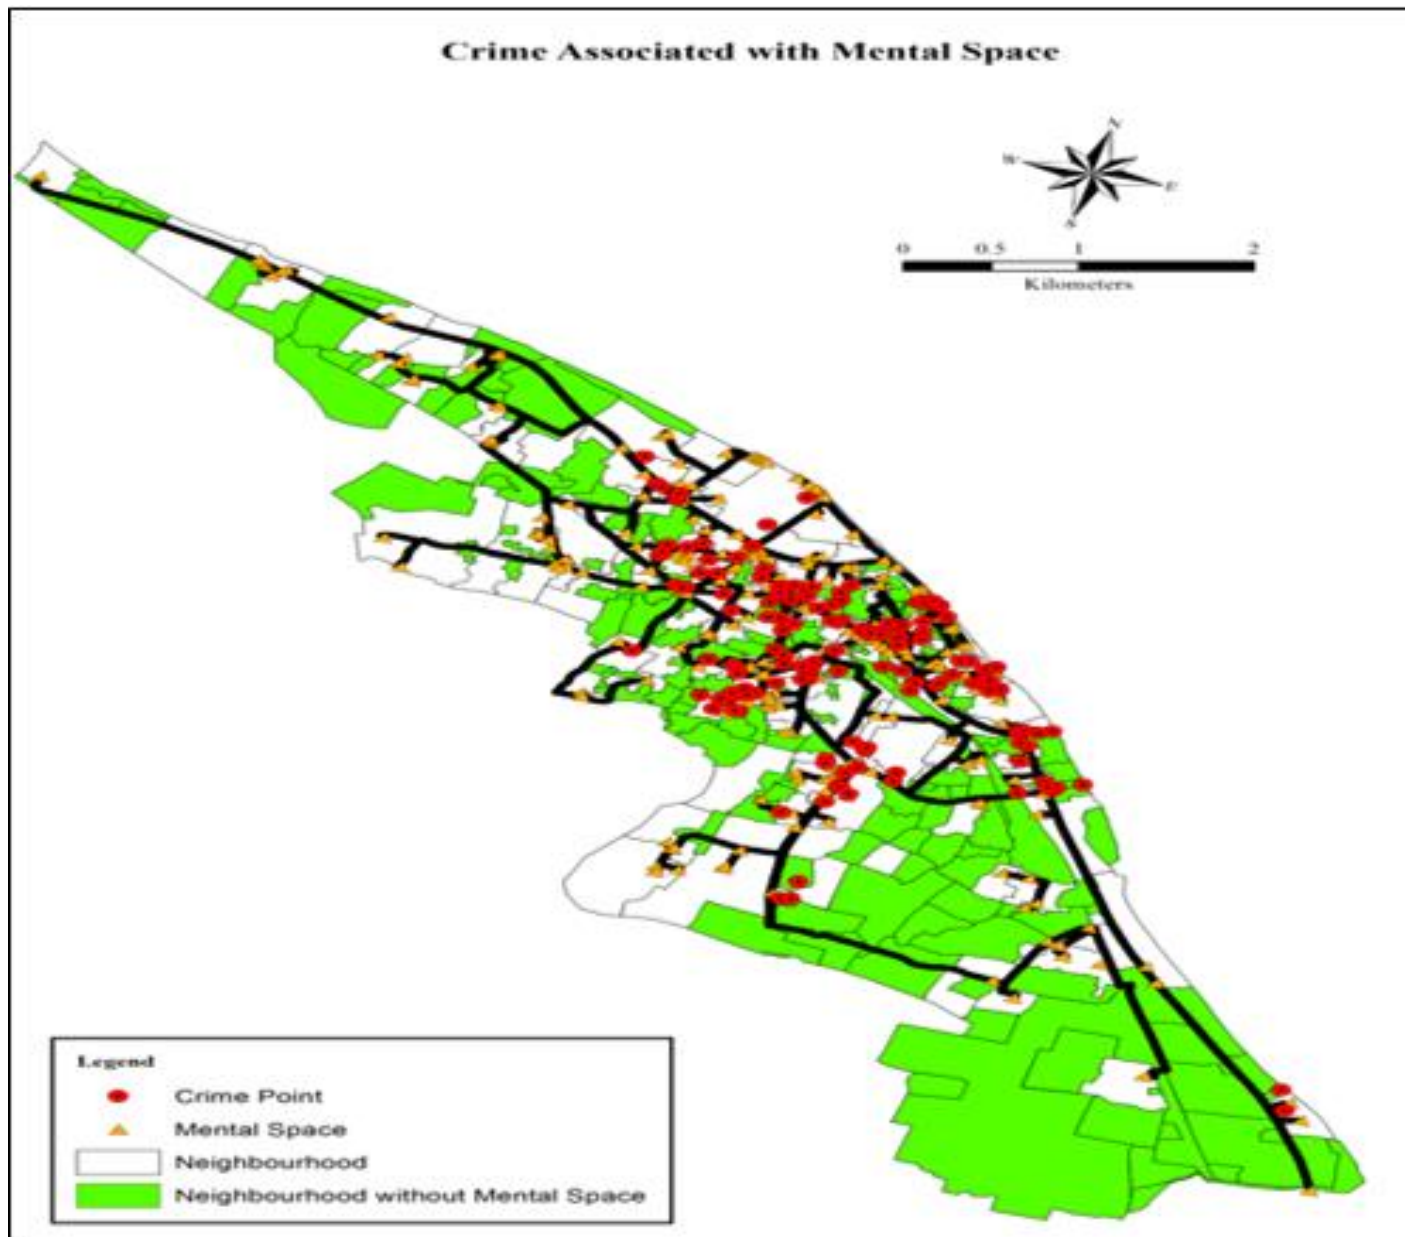 Crime Associated with Mental Space
N
W
E
S
0 0.5 1 2
Kilometers
Legend
Crime Point
Mental Space
Neighbourhood
Neighbourhood without Mental Space